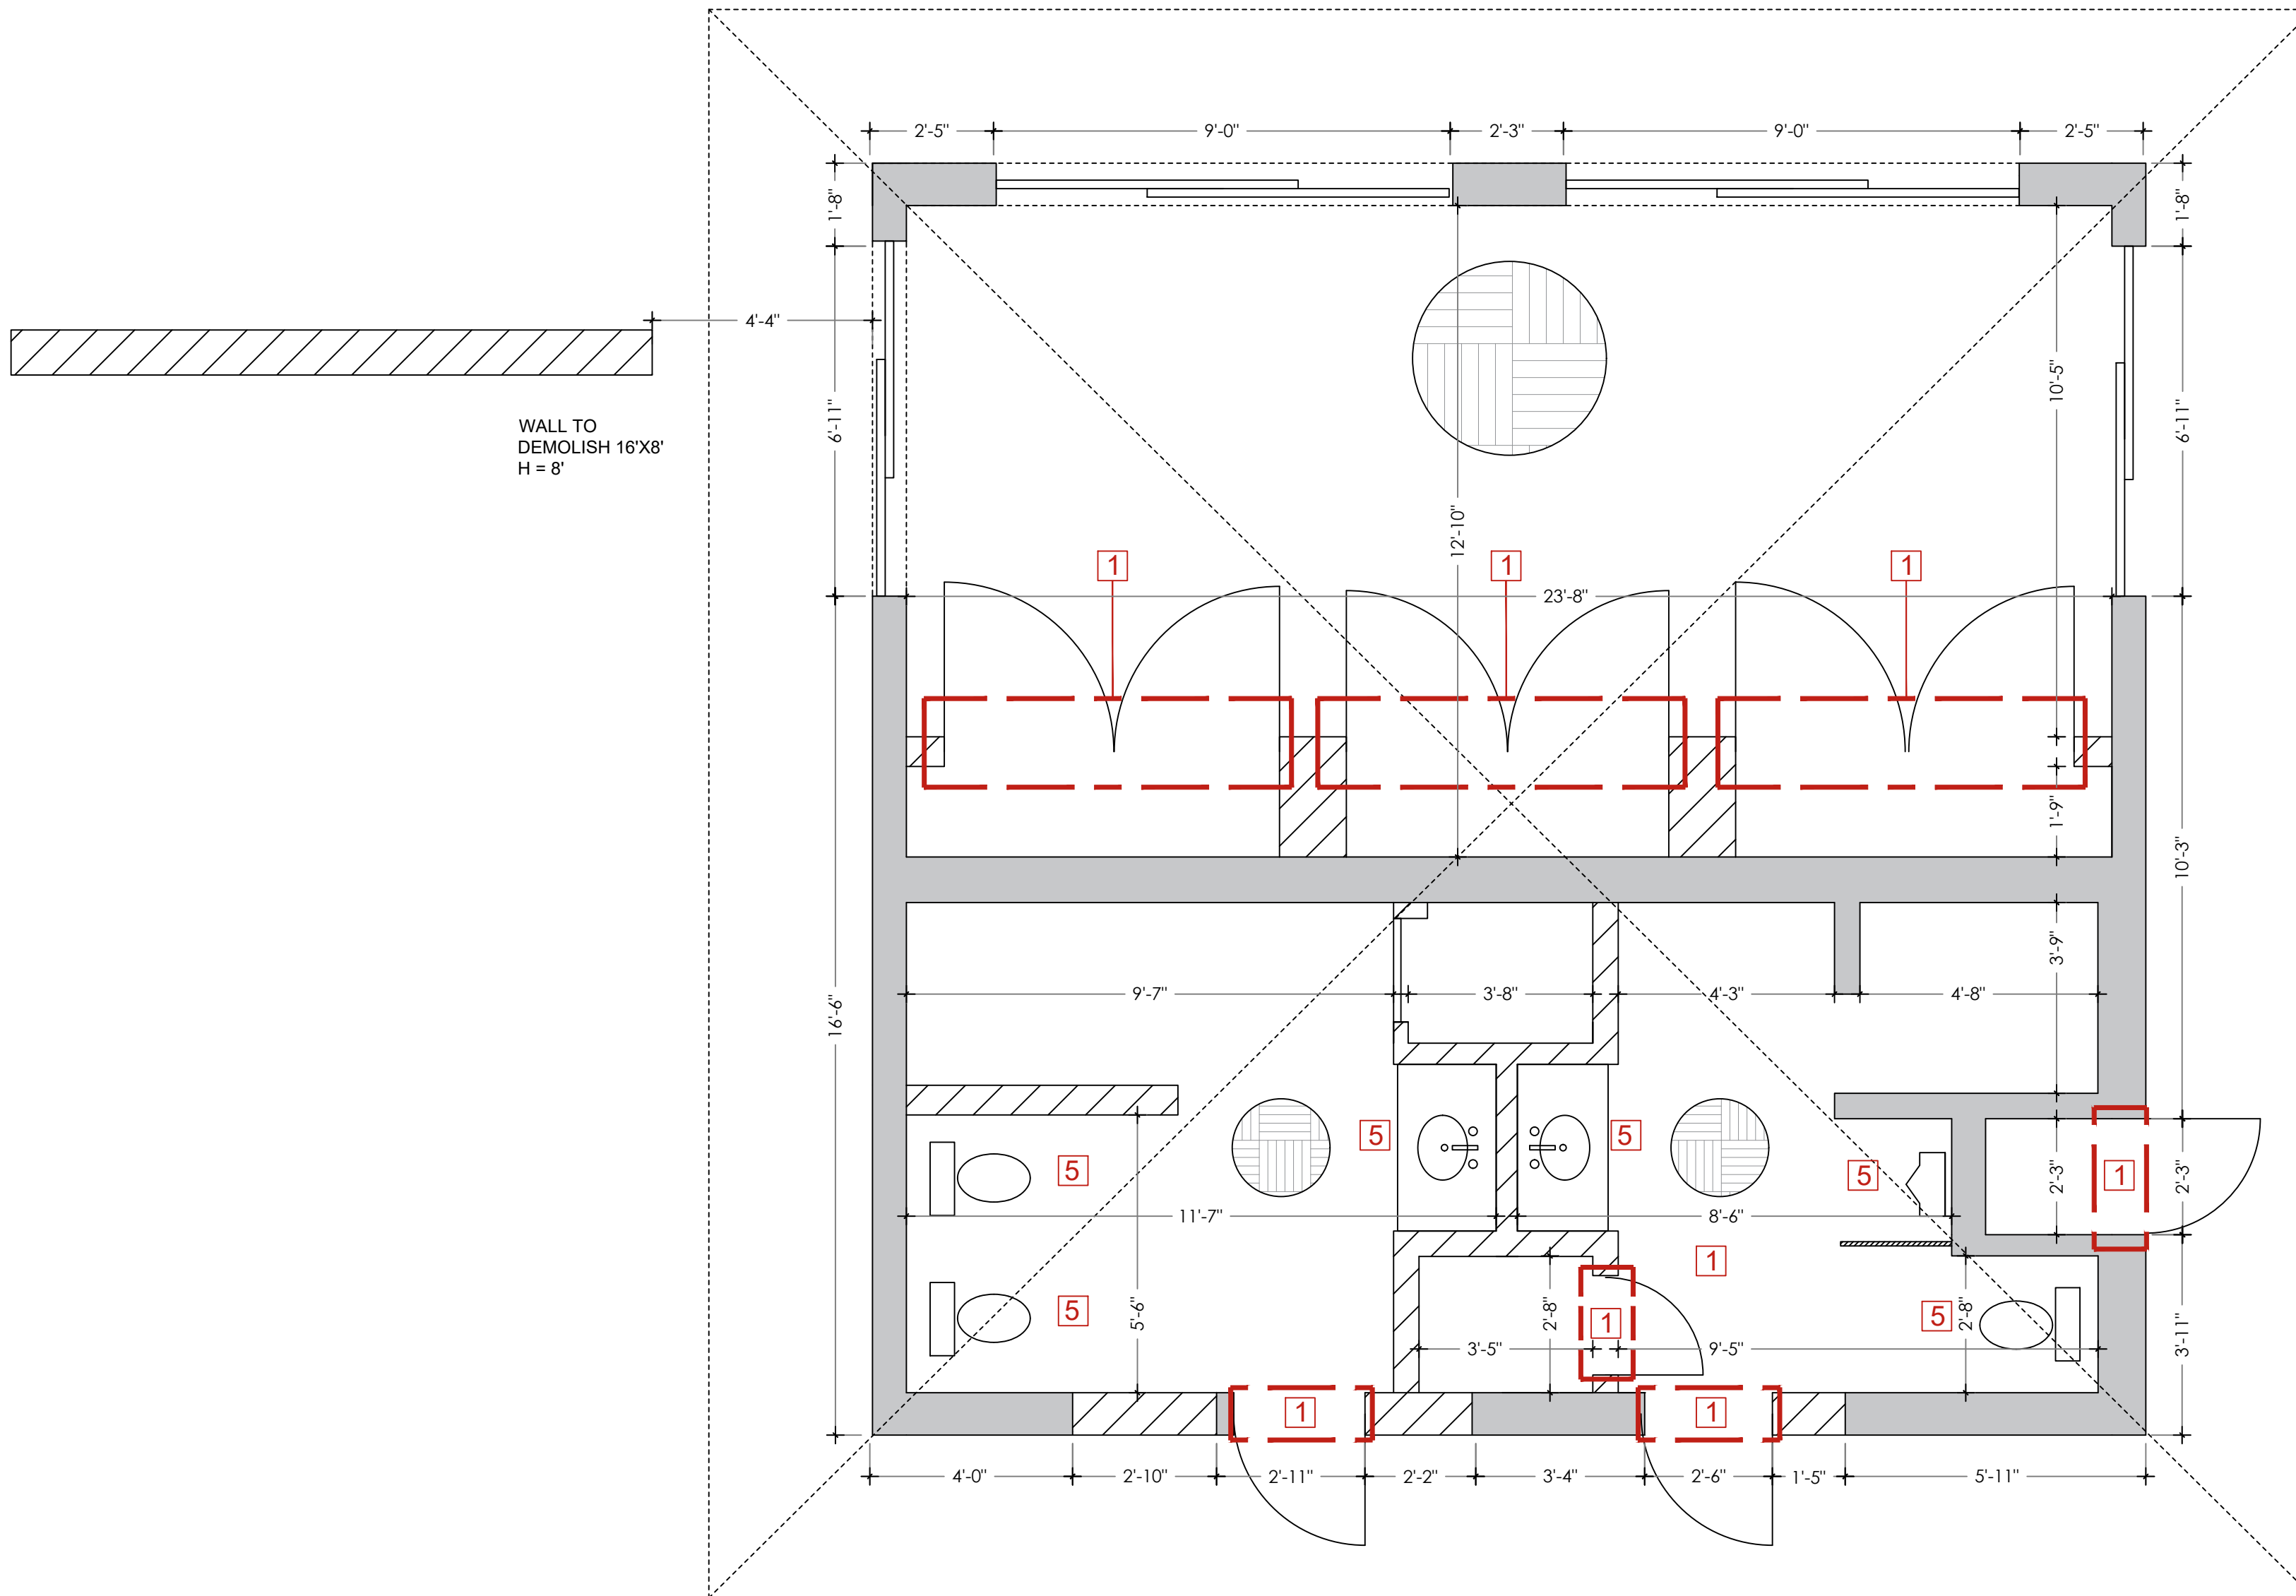 2'-5" 9'-0" 2'-3" 9'-0" 2'-5"
1'-8" 1'-8"
4'-4"
10'-5"
6'-11" 6'-11"
WALL TO
DEMOLISH 16'X8'
H = 8'
12'-10"
1 1 1
23'-8"
1'-9"
10'-3"
3'-9"
9'-7" 3'-8" 4'-3" 4'-8"
16'-6"
5 5
5 5 1
2'-3" 2'-3"
11'-7" 8'-6"
1
5 5'-6" 2'-8" 1 5 2'-8" 3'-11"
3'-5" 9'-5"
1 1
4'-0" 2'-10" 2'-11" 2'-2" 3'-4" 2'-6" 1'-5" 5'-11"